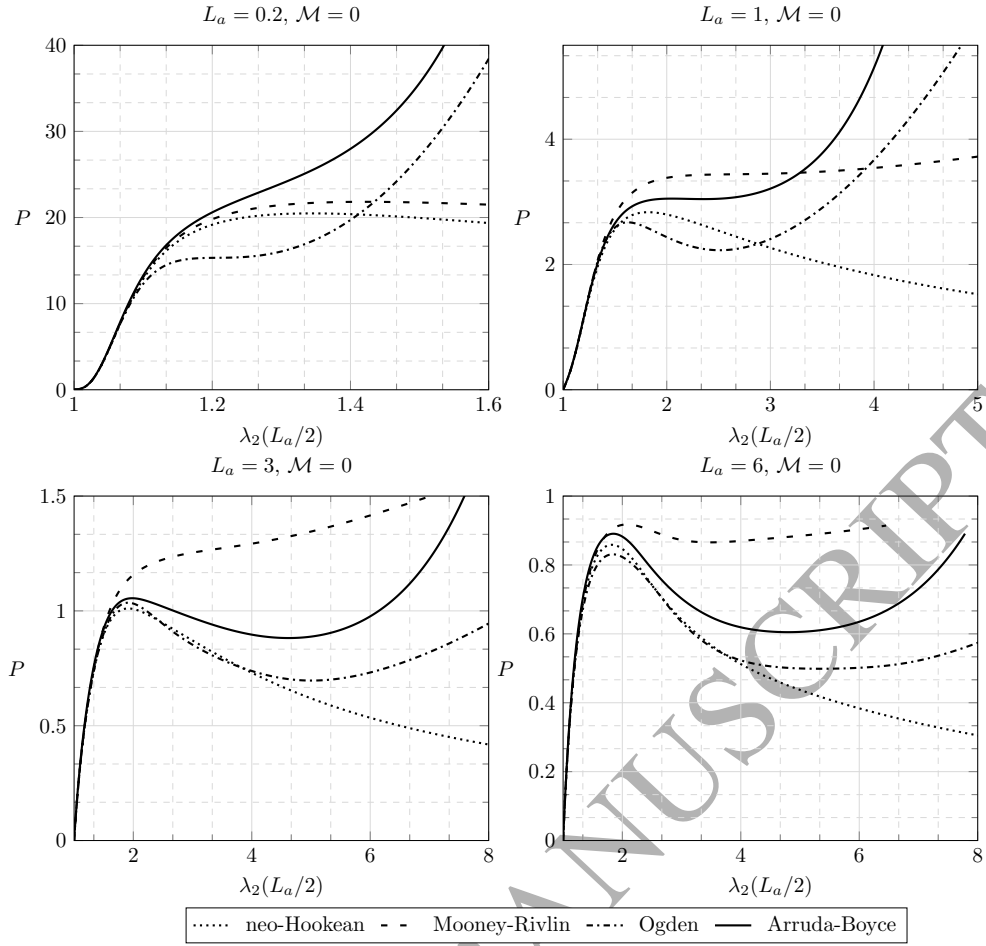 L_a = 0.2, ℳ = 0
L_a = 1, ℳ = 0
40
30
20
10
0
P
1
1.2
1.4
1.6
λ_2(L_a/2)
4
2
0
P
1
2
3
4
5
λ_2(L_a/2)
L_a = 3, ℳ = 0
L_a = 6, ℳ = 0
1.5
1
0.5
0
P
2
4
6
8
λ_2(L_a/2)
1
0.8
0.6
0.4
0.2
0
P
2
4
6
8
λ_2(L_a/2)
neo-Hookean Mooney-Rivlin Ogden Arruda-Boyce
ANUSCRIPT